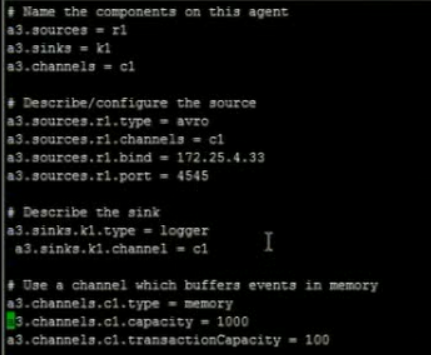 # Name the components on this agent
a3.sources = r1
a3.sinks = k1
a3.channels = c1
# Describe/configure the source
a3.sources.r1.type = avro
a3.sources.r1.channels = c1
a3.sources.r1.bind = 172.25.4.33
a3.sources.r1.port = 4545
# Describe the sink
a3.sinks.k1.type = logger
a3.sinks.k1.channel = c1
# Use a channel which buffers events in memory
a3.channels.c1.type = memory
a3.channels.c1.capacity = 1000
a3.channels.c1.transactionCapacity = 100